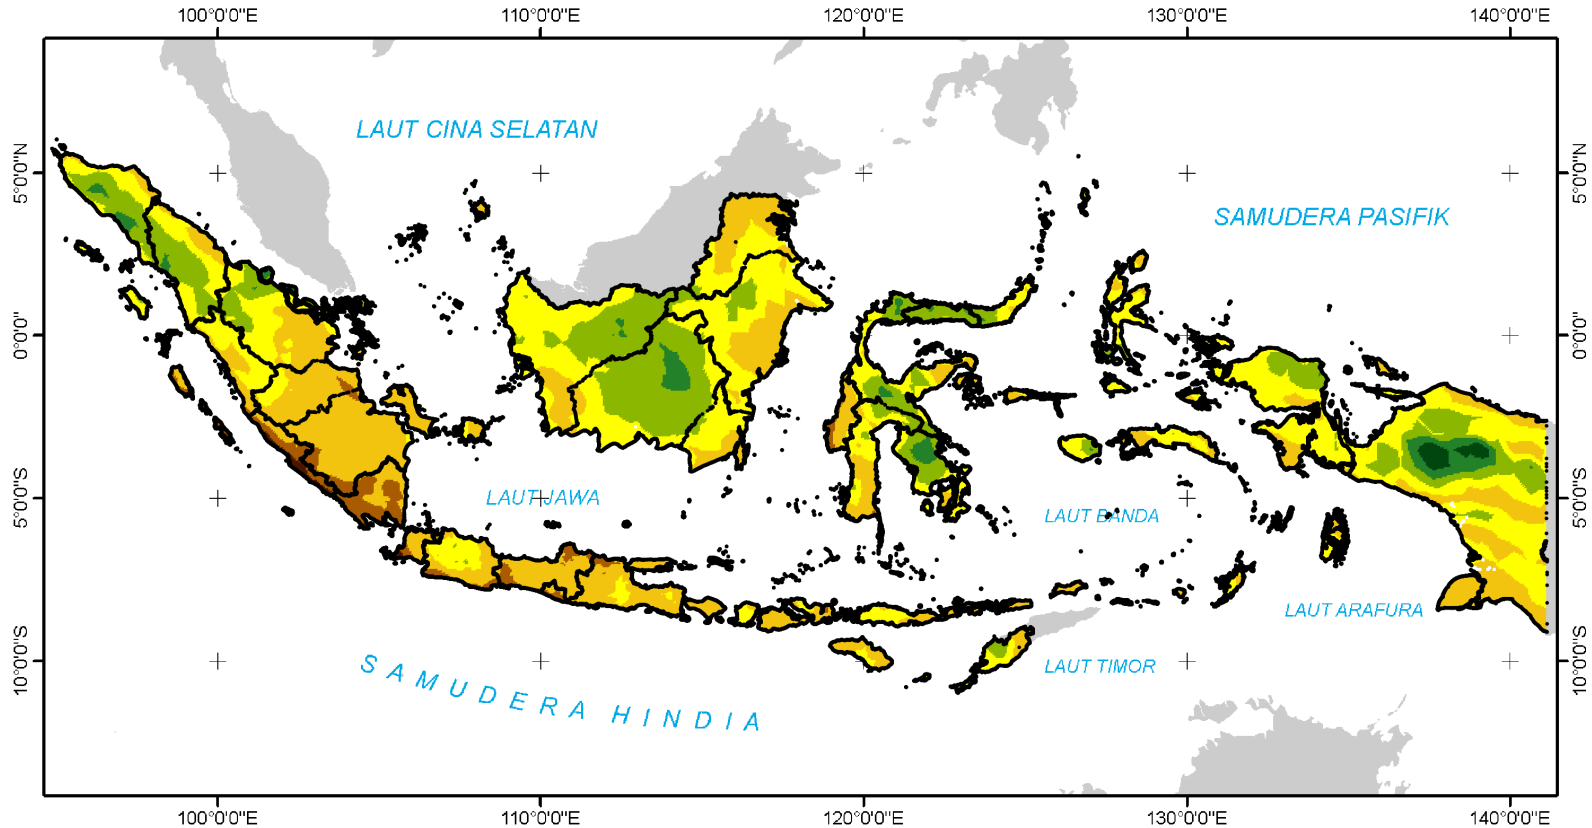 100°0'0"E 110°0'0"E 120°0'0"E 130°0'0"E 140°0'0"E
LAUT CINA SELATAN
5°0'0"N 5°0'0"N
SAMUDERA PASIFIK
0°0'0" 0°0'0"
LAUT JAWA
5°0'0"S 5°0'0"S
LAUT BANDA
LAUT ARAFURA
10°0'0"S 10°0'0"S
LAUT TIMOR
SAMUDERA HINDIA
100°0'0"E 110°0'0"E 120°0'0"E 130°0'0"E 140°0'0"E